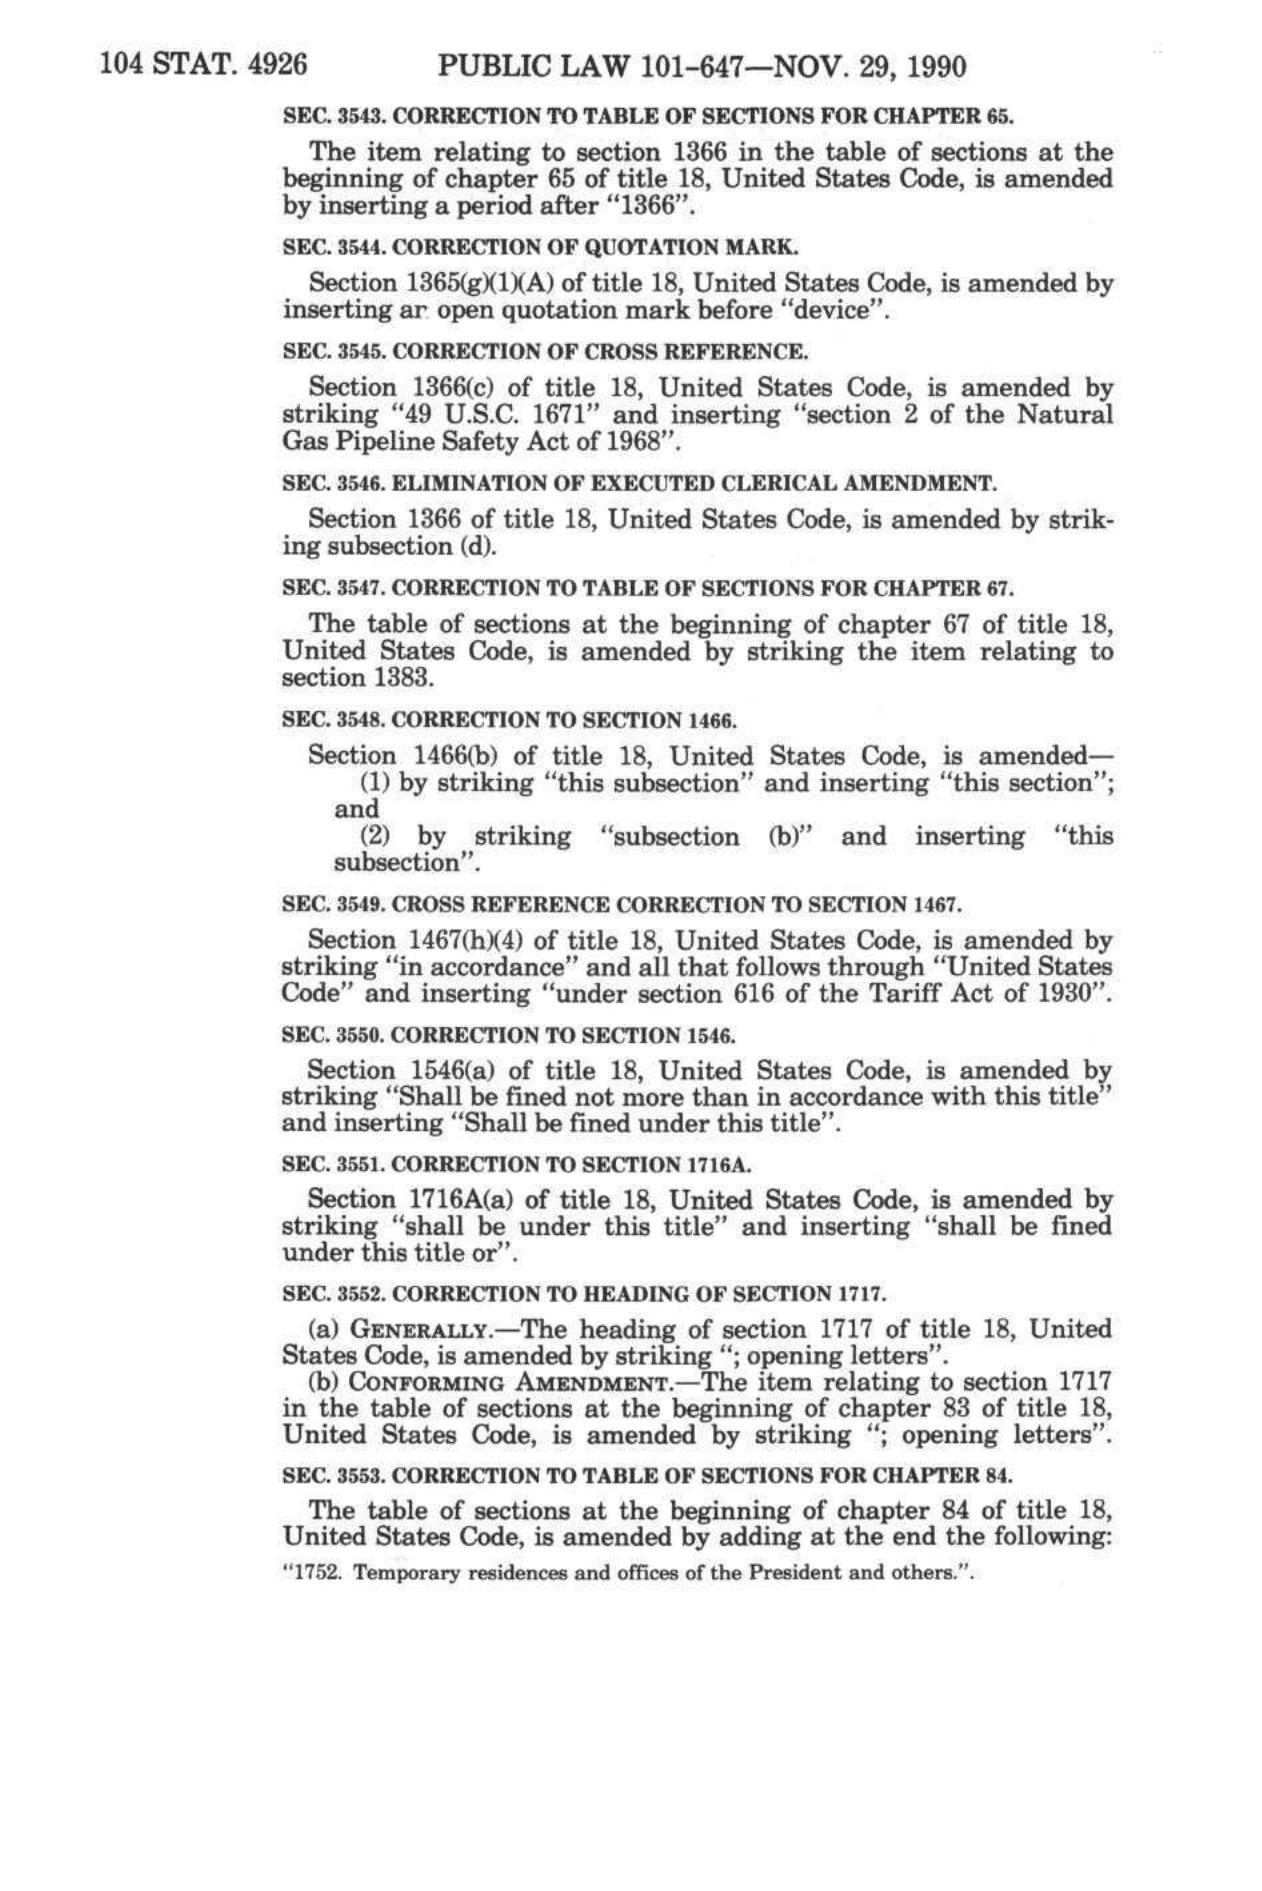 104 STAT. 4926 PUBLIC LAW 101-647—NOV. 29, 1990
SEC. 3543. CORRECTION TO TABLE OF SECTIONS FOR CHAPTER 65.
The item relating to section 1366 in the table of sections at the
beginning of chapter 65 of title 18, United States Code, is amended
by inserting a period after “1366”.
SEC. 3544. CORRECTION OF QUOTATION MARK.
Section 1365(g)(1)(A) of title 18, United States Code, is amended by
inserting ar open quotation mark before “device”.
SEC. 3545. CORRECTION OF CROSS REFERENCE.
Section 1366(c) of title 18, United States Code, is amended by
striking “49 U.S.C. 1671” and inserting “section 2 of the Natural
Gas Pipeline Safety Act of 1968”.
SEC. 3546. ELIMINATION OF EXECUTED CLERICAL AMENDMENT.
Section 1366 of title 18, United States Code, is amended by strik-
ing subsection (d).
SEC. 3547. CORRECTION TO TABLE OF SECTIONS FOR CHAPTER 67.
The table of sections at the beginning of chapter 67 of title 18,
United States Code, is amended by striking the item relating to
section 1383.
SEC. 3548. CORRECTION TO SECTION 1466.
Section 1466(b) of title 18, United States Code, is amended—
(1) by striking “this subsection” and inserting “this section”;
and
(2) by striking “subsection (b)” and inserting “this
subsection”.
SEC. 3549. CROSS REFERENCE CORRECTION TO SECTION 1467.
Section 1467(h)(4) of title 18, United States Code, is amended by
striking “in accordance” and all that follows through “United States
Code” and inserting “under section 616 of the Tariff Act of 1930”.
SEC. 3550. CORRECTION TO SECTION 1546.
Section 1546(a) of title 18, United States Code, is amended by
striking “Shall be fined not more than in accordance with this title”
and inserting “Shall be fined under this title”.
SEC. 3551. CORRECTION TO SECTION 1716A.
Section 1716A(a) of title 18, United States Code, is amended by
striking “shall be under this title” and inserting “shall be fined
under this title or”.
SEC. 3552. CORRECTION TO HEADING OF SECTION 1717.
(a) GENERALLY.—The heading of section 1717 of title 18, United
States Code, is amended by striking “; opening letters”.
(b) CONFORMING AMENDMENT.—The item relating to section 1717
in the table of sections at the beginning of chapter 83 of title 18,
United States Code, is amended by striking “; opening letters”.
SEC. 3553. CORRECTION TO TABLE OF SECTIONS FOR CHAPTER 84.
The table of sections at the beginning of chapter 84 of title 18,
United States Code, is amended by adding at the end the following:
“1752. Temporary residences and offices of the President and others.”.